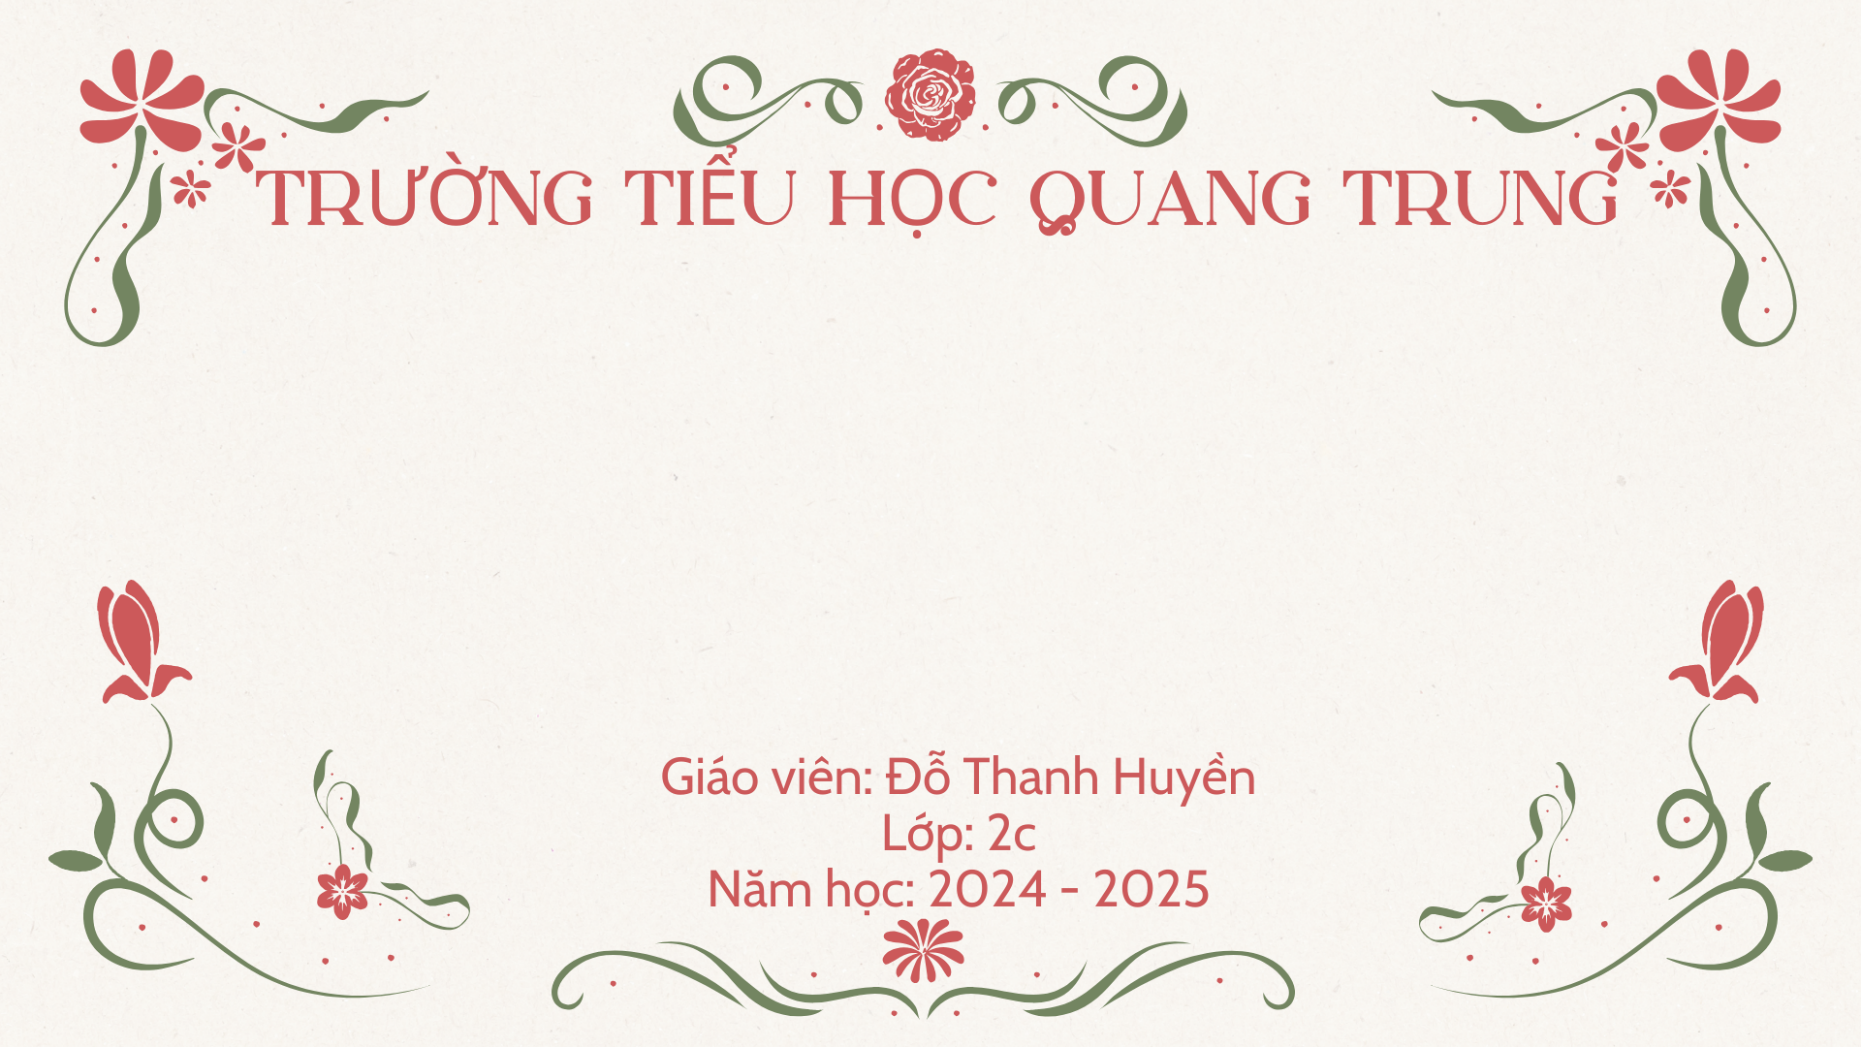 TRƯỜNG TIỂU HỌC QUANG TRUNG
Giáo viên: Đỗ Thanh Huyền
Lớp: 2c
Năm học: 2024 - 2025